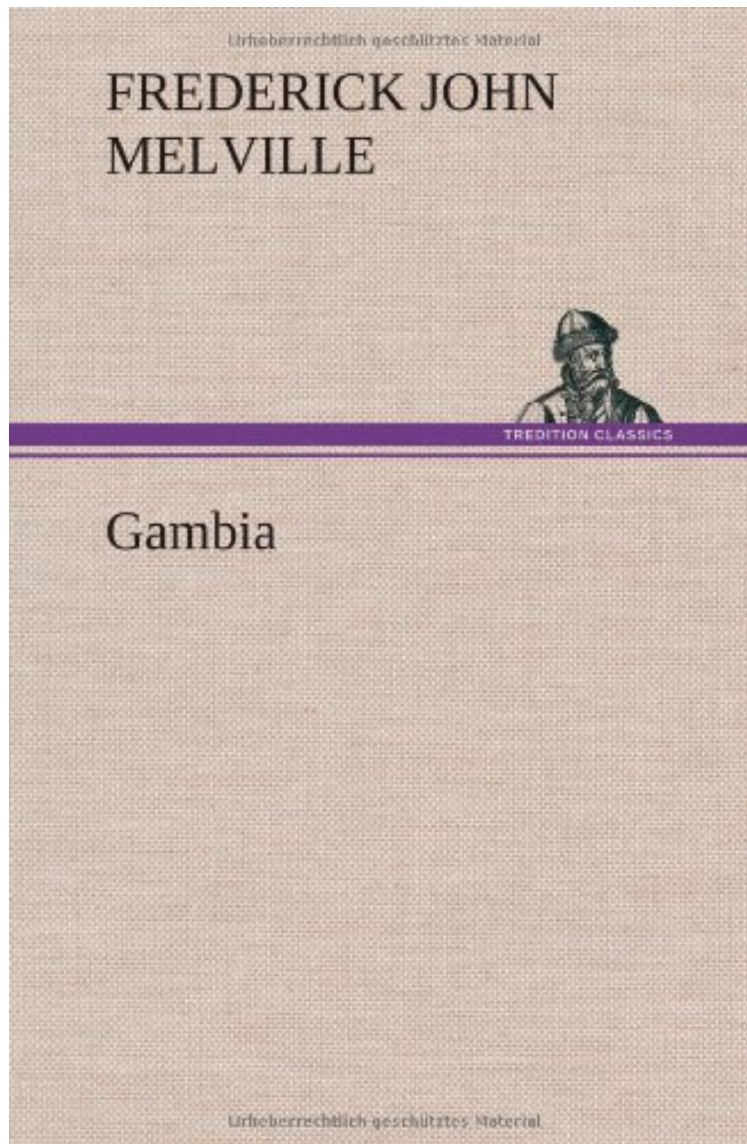 Urheberrechtlich geschütztes Material
FREDERICK JOHN
MELVILLE
TREDITION CLASSICS
Gambia
Urheberrechtlich geschütztes Material